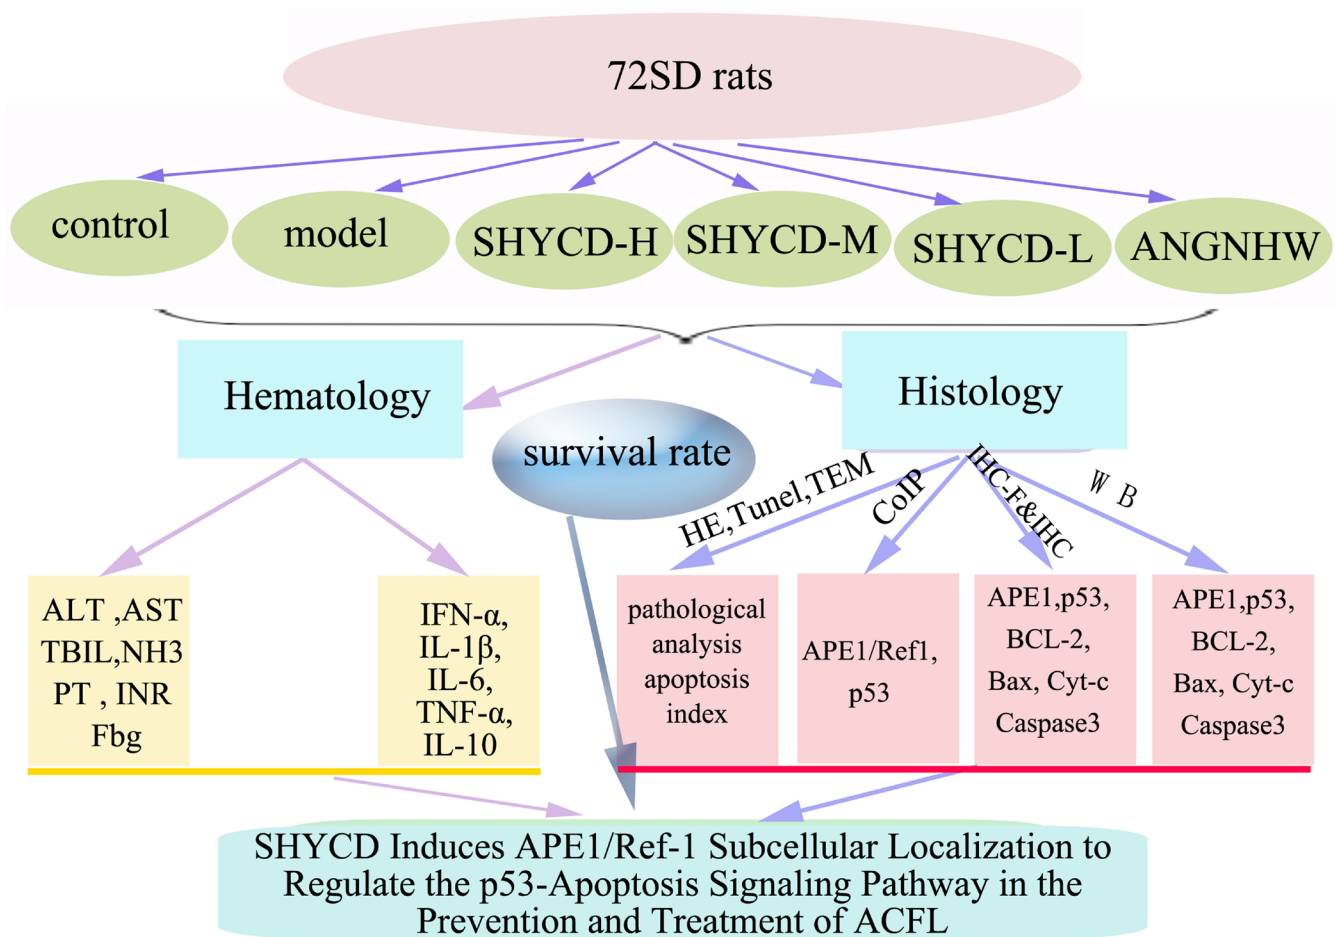 72SD rats
control
model
SHYCD-H
SHYCD-M
SHYCD-L
ANGNHW
Hematology
Histology
survival rate
HE,Tunel,TEM
CoIP
IHC-F&IHC
W B
ALT ,AST
TBIL,NH3
PT , INR
Fbg
IFN-α,
IL-1β,
IL-6,
TNF-α,
IL-10
pathological
analysis
apoptosis
index
APE1/Ref1,
p53
APE1,p53,
BCL-2,
Bax, Cyt-c
Caspase3
APE1,p53,
BCL-2,
Bax, Cyt-c
Caspase3
SHYCD Induces APE1/Ref-1 Subcellular Localization to
Regulate the p53-Apoptosis Signaling Pathway in the
Prevention and Treatment of ACFL